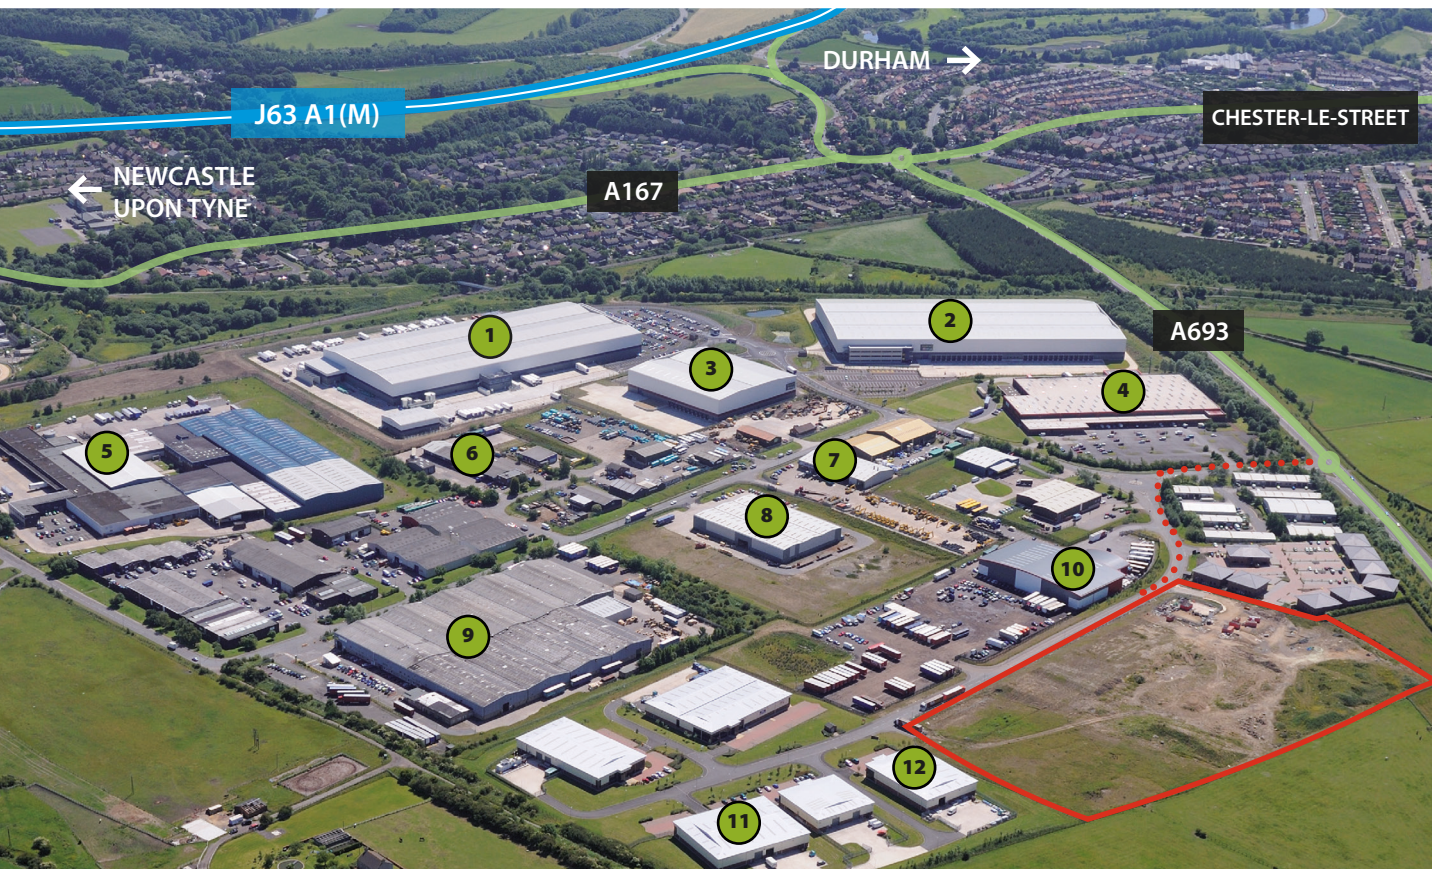 DURHAM
J63 A1(M)
CHESTER-LE-STREET
NEWCASTLE
UPON TYNE
A167
A693
1
2
3
4
5
6
7
8
9
10
11
12